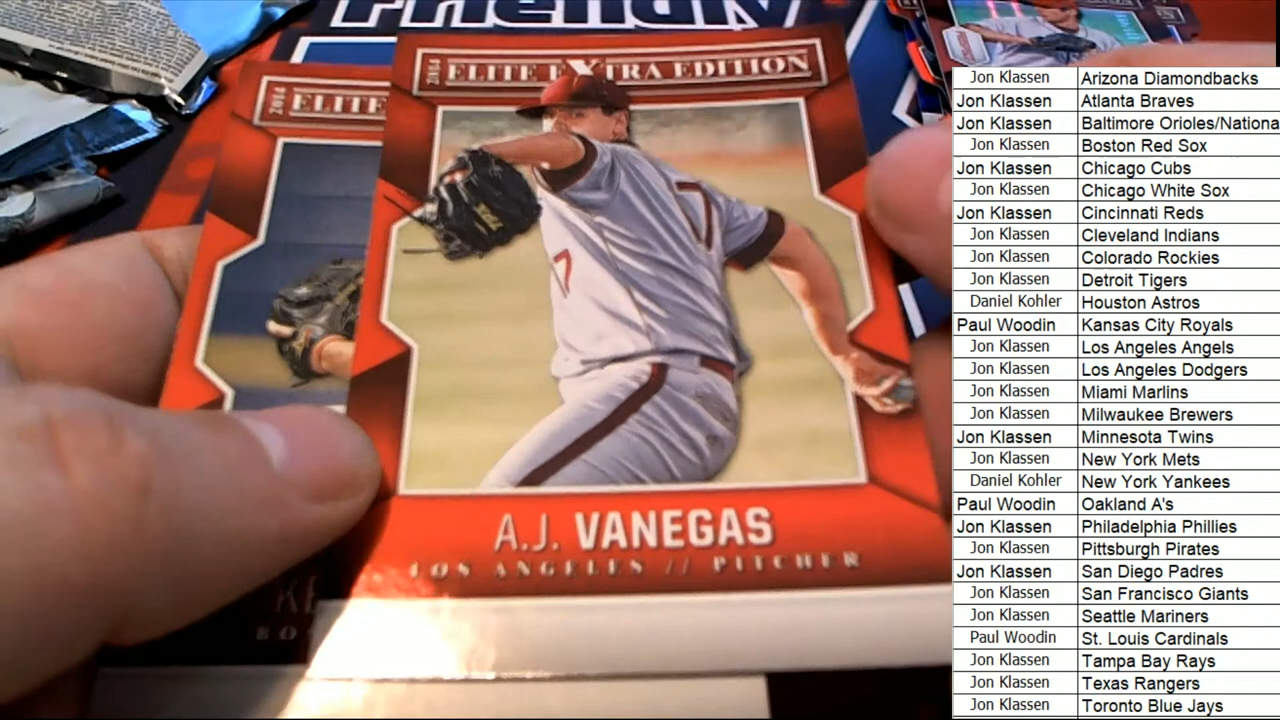 Friendly
2014 ELITE EXTRA EDITION
2014 ELITE
7
A.J. VANEGAS
LOS ANGELES // PITCHER
Jon Klassen Arizona Diamondbacks
Jon Klassen Atlanta Braves
Jon Klassen Baltimore Orioles/Nationa
Jon Klassen Boston Red Sox
Jon Klassen Chicago Cubs
Jon Klassen Chicago White Sox
Jon Klassen Cincinnati Reds
Jon Klassen Cleveland Indians
Jon Klassen Colorado Rockies
Jon Klassen Detroit Tigers
Daniel Kohler Houston Astros
Paul Woodin Kansas City Royals
Jon Klassen Los Angeles Angels
Jon Klassen Los Angeles Dodgers
Jon Klassen Miami Marlins
Jon Klassen Milwaukee Brewers
Jon Klassen Minnesota Twins
Jon Klassen New York Mets
Daniel Kohler New York Yankees
Paul Woodin Oakland A's
Jon Klassen Philadelphia Phillies
Jon Klassen Pittsburgh Pirates
Jon Klassen San Diego Padres
Jon Klassen San Francisco Giants
Jon Klassen Seattle Mariners
Paul Woodin St. Louis Cardinals
Jon Klassen Tampa Bay Rays
Jon Klassen Texas Rangers
Jon Klassen Toronto Blue Jays